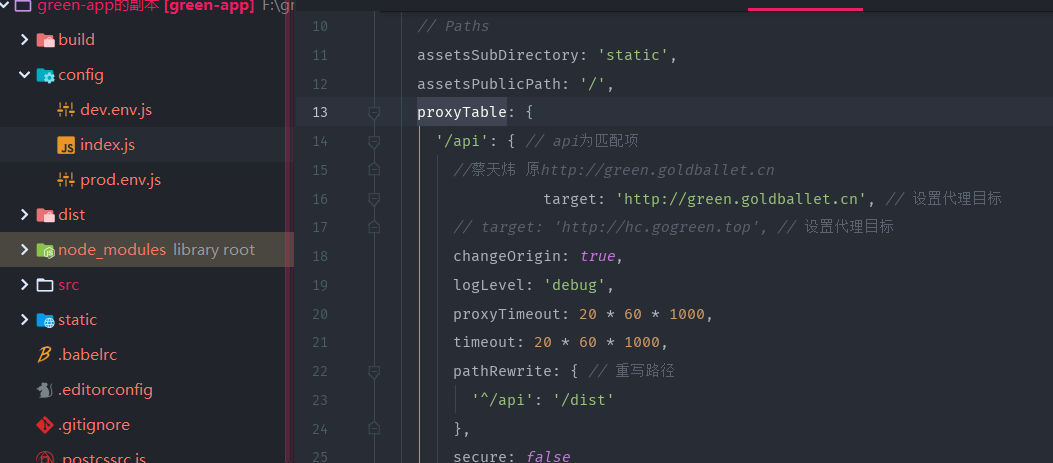 green-app的副本 [green-app] F:\gr
build
config
dev.env.js
index.js
prod.env.js
dist
node_modules library root
src
static
.babelrc
.editorconfig
.gitignore
.postcssrc.js
10 // Paths
11 assetsSubDirectory: 'static',
12 assetsPublicPath: '/',
13 proxyTable: {
14 '/api': { // api为匹配项
15 //蔡天炜 原http://green.goldballet.cn
16 target: 'http://green.goldballet.cn', // 设置代理目标
17 // target: 'http://hc.gogreen.top', // 设置代理目标
18 changeOrigin: true,
19 logLevel: 'debug',
20 proxyTimeout: 20 * 60 * 1000,
21 timeout: 20 * 60 * 1000,
22 pathRewrite: { // 重写路径
23 '^/api': '/dist'
24 },
25 secure: false